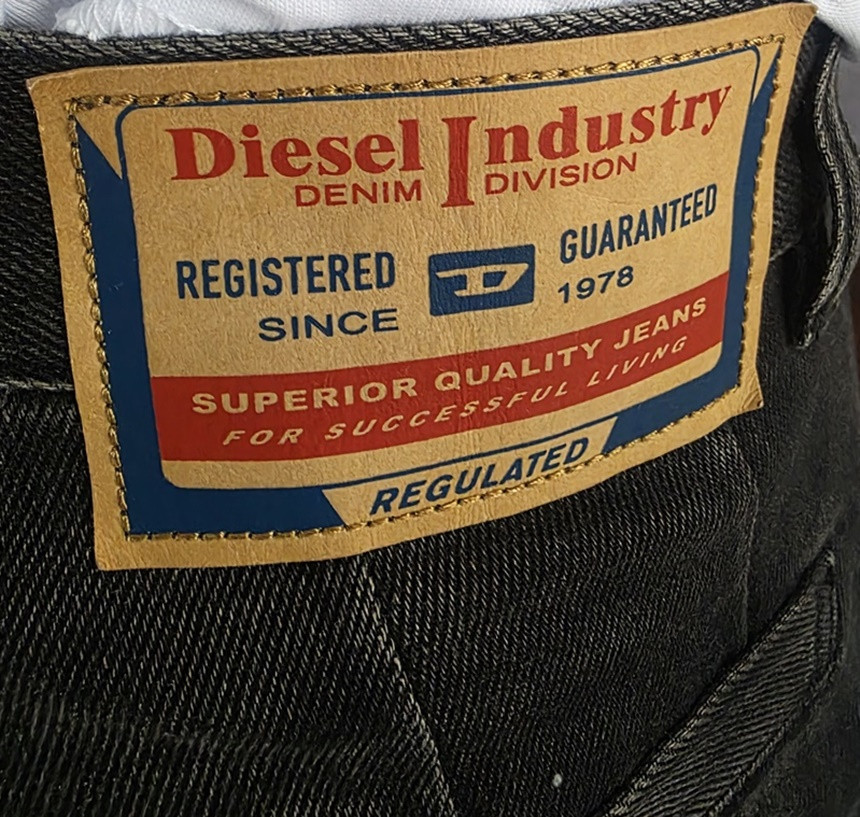 Diesel Industry
DENIM DIVISION
REGISTERED D GUARANTEED
SINCE 1978
SUPERIOR QUALITY JEANS
FOR SUCCESSFUL LIVING
REGULATED